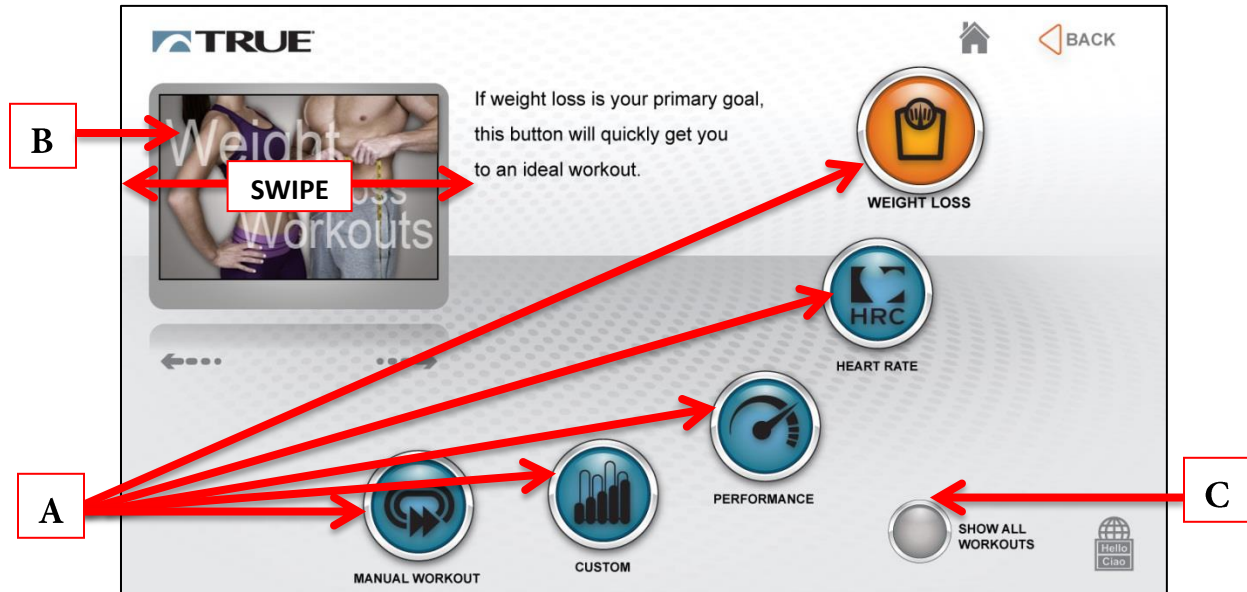 TRUE
BACK
If weight loss is your primary goal,
this button will quickly get you
to an ideal workout.
B
Weight
SWIPE
Loss
Workouts
WEIGHT LOSS
HRC
HEART RATE
A
PERFORMANCE
C
SHOW ALL
WORKOUTS
Hello
Ciao
CUSTOM
MANUAL WORKOUT